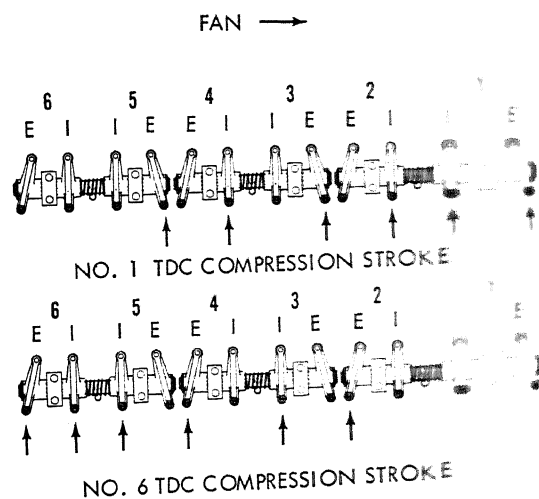 FAN
6 5 4 3 2
E I I E E I I E E I I E
NO. 1 TDC COMPRESSION STROKE
6 5 4 3 2
E I I E E I I E E I E
NO. 6 TDC COMPRESSION STROKE